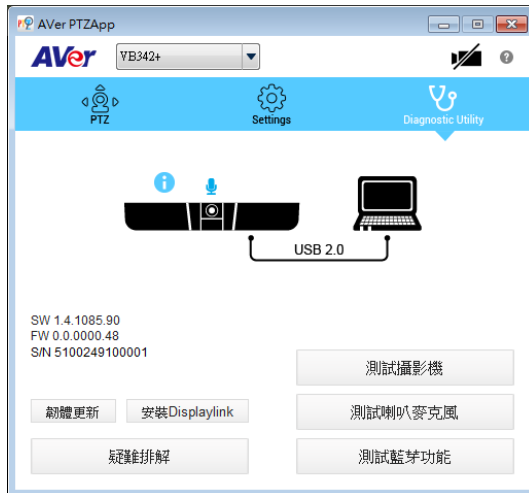 AVer PTZApp
AVer
VB342+
?
PTZ
Settings
Diagnostic Utility
i
USB 2.0
SW 1.4.1085.90
FW 0.0.0000.48
S/N 5100249100001
測試攝影機
韌體更新
安裝Displaylink
測試喇叭麥克風
疑難排解
測試藍芽功能